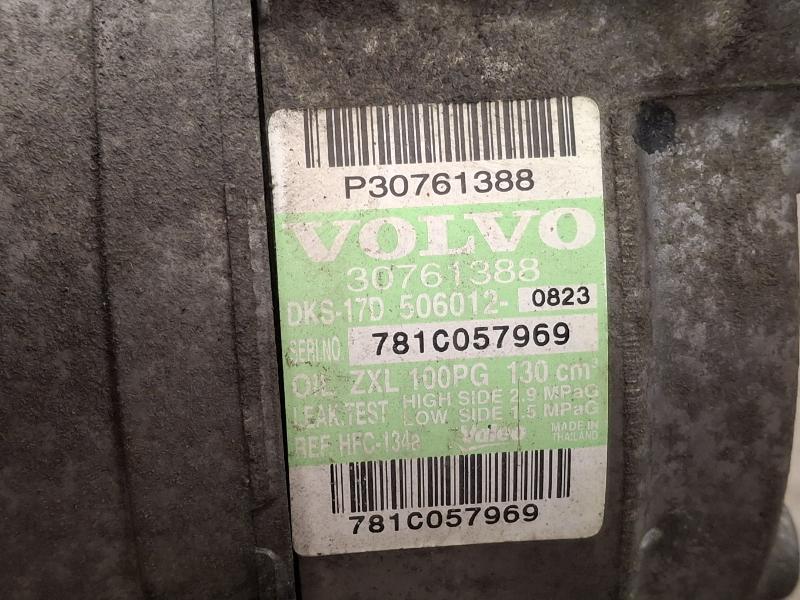 P30761388
VOLVO
30761388
DKS-17D 506012- 0823
SERI.NO 781C057969
OIL ZXL 100PG 130 cm³
LEAK.TEST HIGH SIDE 2.9 MPaG
LOW SIDE 1.5 MPaG
REF HFC-134a Valeo MADE IN THAILAND
781C057969